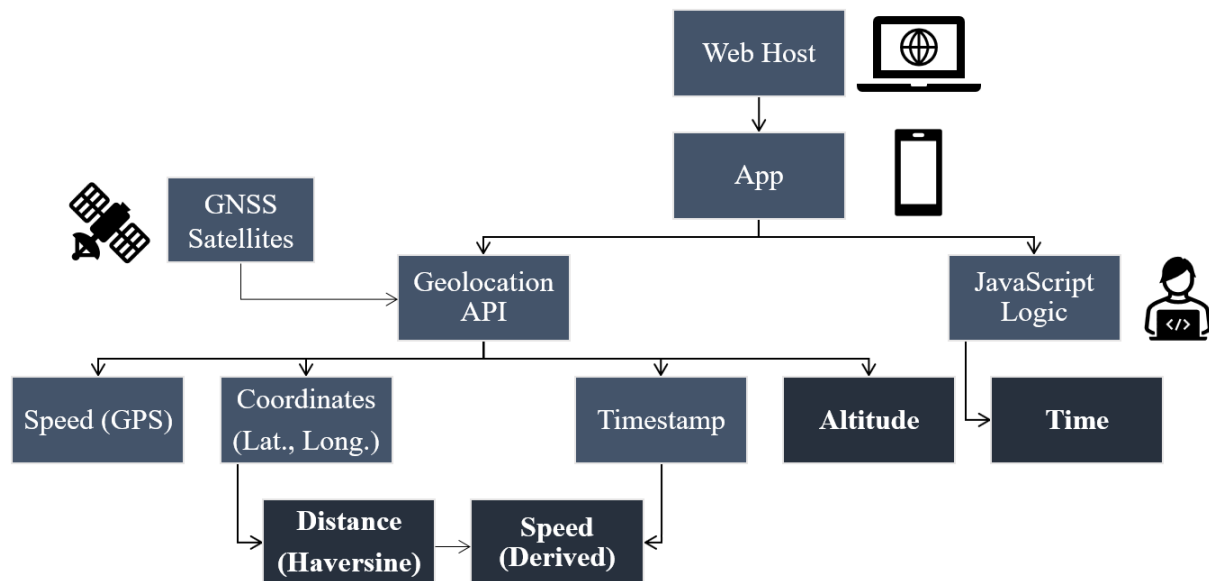 Web Host
App
GNSS
Satellites
Geolocation
API
JavaScript
Logic
</>
Speed (GPS)
Coordinates
(Lat., Long.)
Timestamp
Altitude
Time
Distance
(Haversine)
Speed
(Derived)